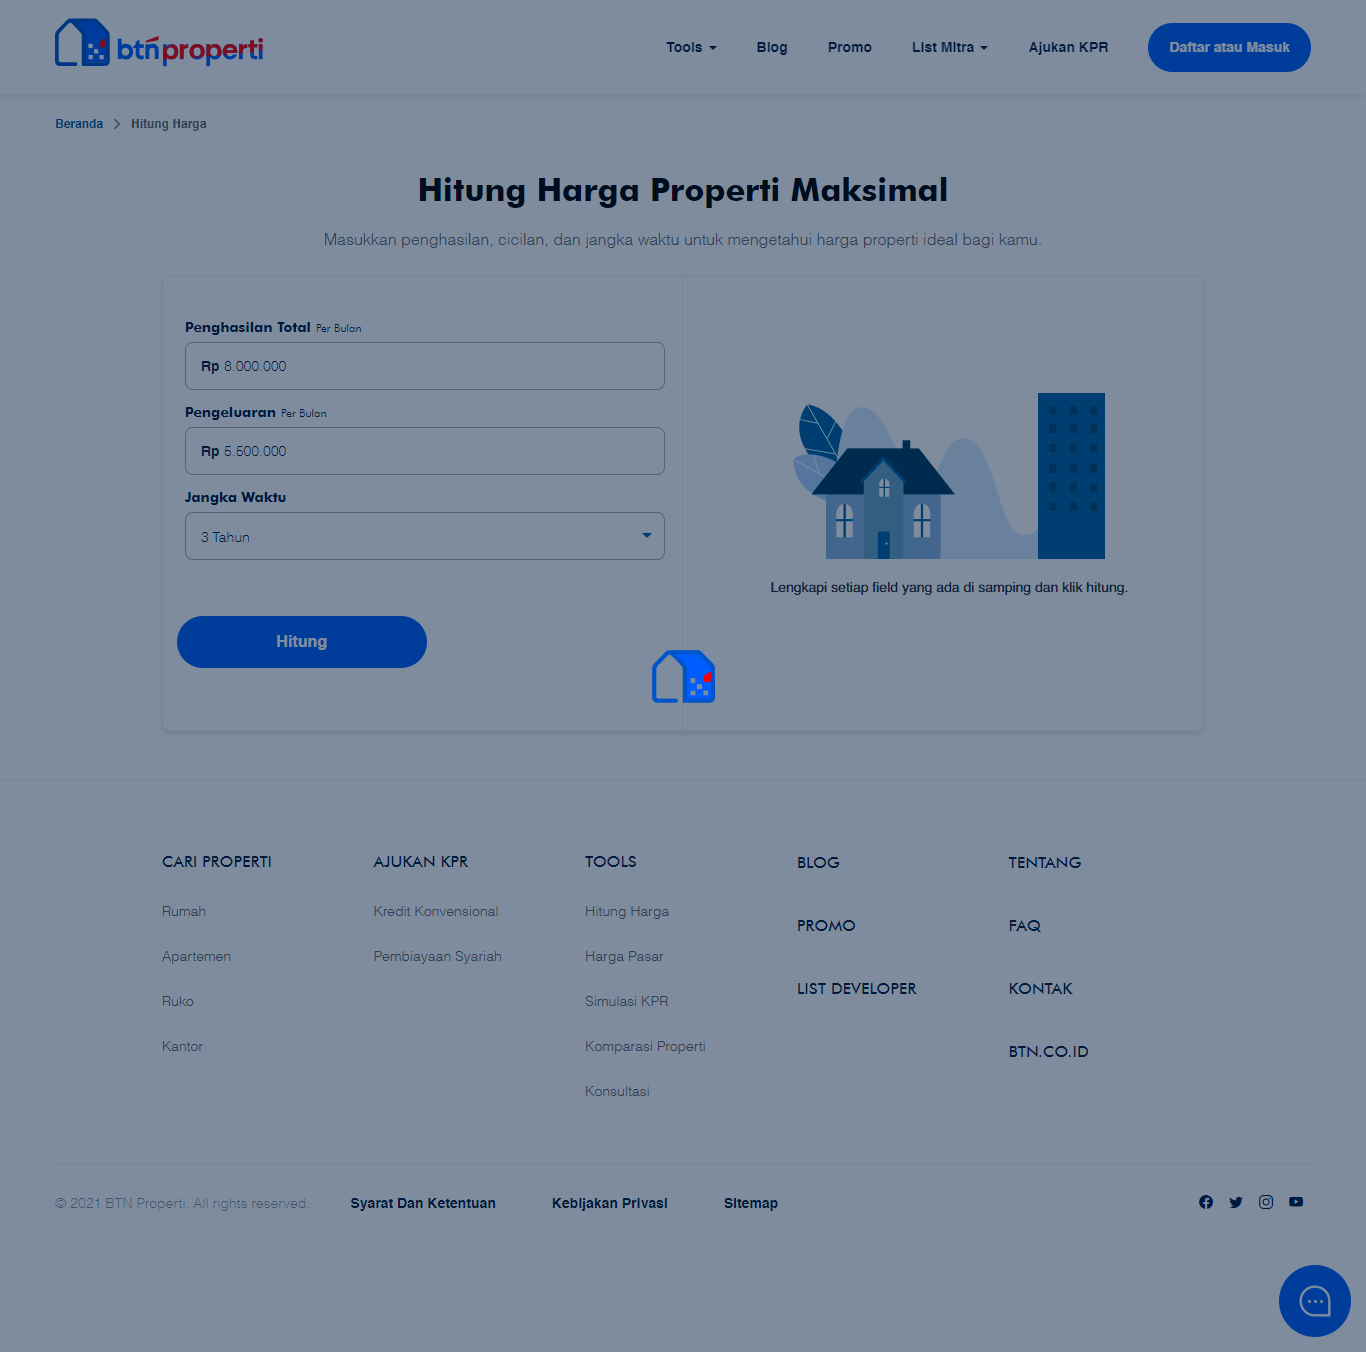 btnproperti
Tools
Blog
Promo
List Mitra
Ajukan KPR
Daftar atau Masuk
Beranda
Hitung Harga
Hitung Harga Properti Maksimal
Masukkan penghasilan, cicilan, dan jangka waktu untuk mengetahui harga properti ideal bagi kamu.
Penghasilan Total Per Bulan
Rp 8.000.000
Pengeluaran Per Bulan
Rp 5.500.000
Jangka Waktu
3 Tahun
Hitung
Lengkapi setiap field yang ada di samping dan klik hitung.
CARI PROPERTI
Rumah
Apartemen
Ruko
Kantor
AJUKAN KPR
Kredit Konvensional
Pembiayaan Syariah
TOOLS
Hitung Harga
Harga Pasar
Simulasi KPR
Komparasi Properti
Konsultasi
BLOG
PROMO
LIST DEVELOPER
TENTANG
FAQ
KONTAK
BTN.CO.ID
© 2021 BTN Properti. All rights reserved.
Syarat Dan Ketentuan
Kebijakan Privasi
Sitemap